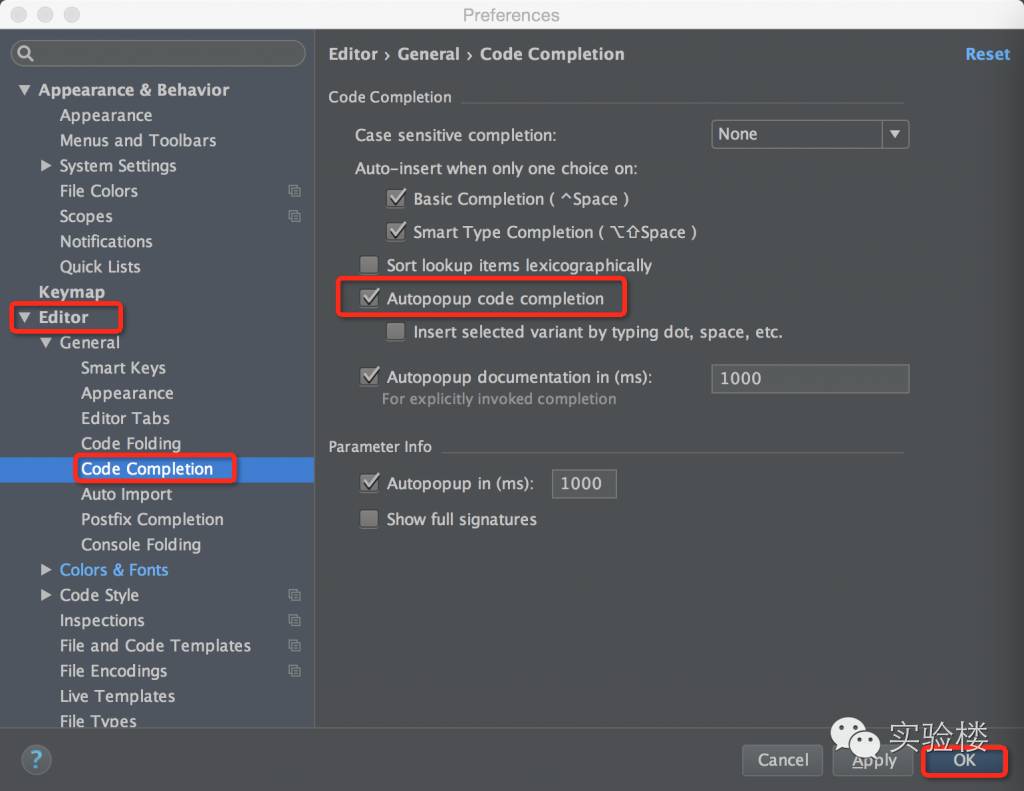 Preferences
Appearance & Behavior
Appearance
Menus and Toolbars
System Settings
File Colors
Scopes
Notifications
Quick Lists
Keymap
Editor
General
Smart Keys
Appearance
Editor Tabs
Code Folding
Code Completion
Auto Import
Postfix Completion
Console Folding
Colors & Fonts
Code Style
Inspections
File and Code Templates
File Encodings
Live Templates
File Types
Editor › General › Code Completion
Reset
Code Completion
Case sensitive completion:
None
Auto-insert when only one choice on:
Basic Completion ( ^Space )
Smart Type Completion ( ⌥⇧Space )
Sort lookup items lexicographically
Autopopup code completion
Insert selected variant by typing dot, space, etc.
Autopopup documentation in (ms):
1000
For explicitly invoked completion
Parameter Info
Autopopup in (ms):
1000
Show full signatures
实验楼
?
Cancel
Apply
OK